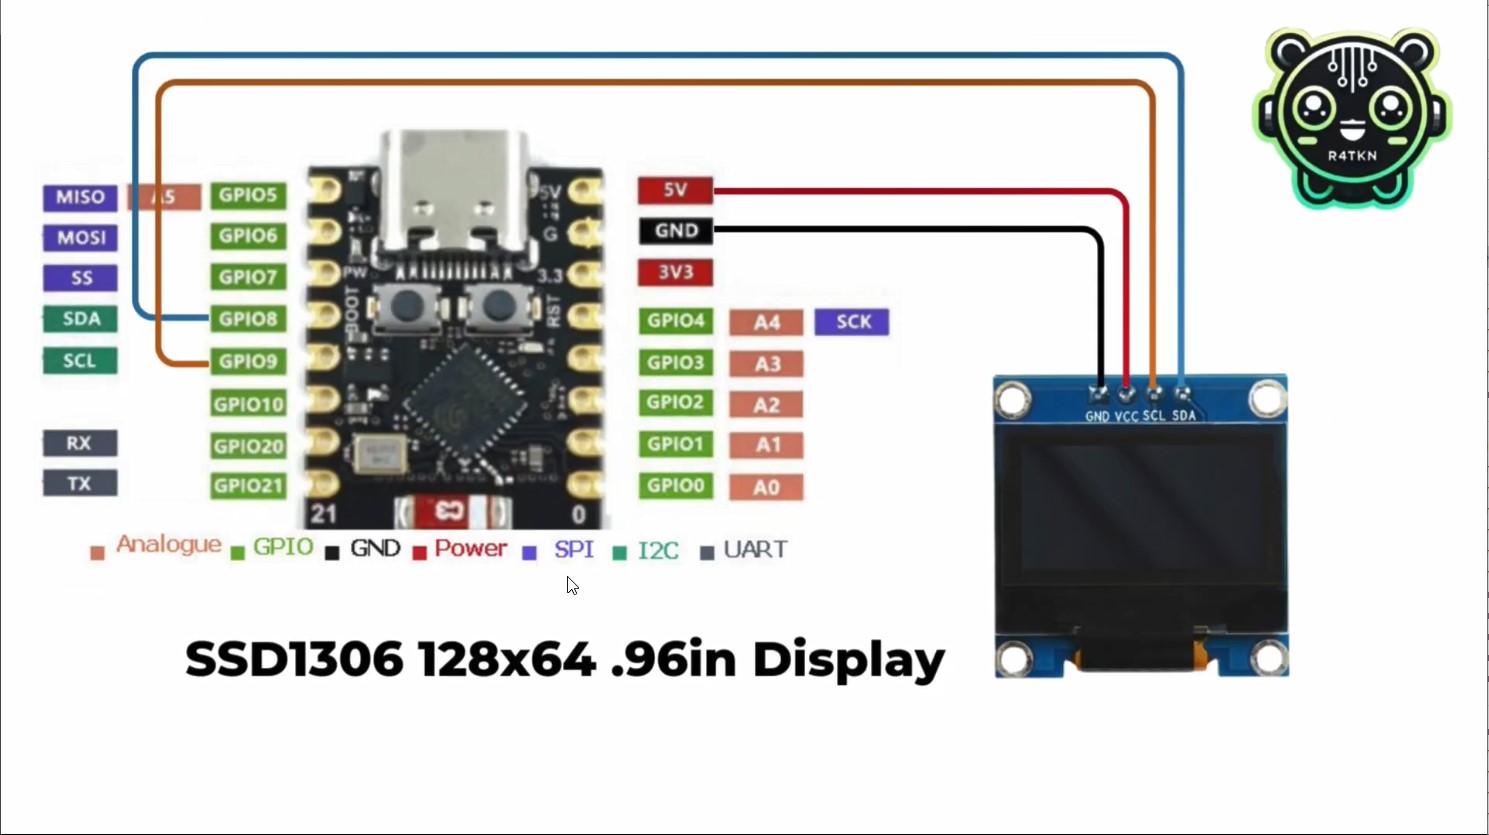 R4TKN
MISO A5 GPIO5
MOSI GPIO6
SS GPIO7
SDA GPIO8
SCL GPIO9
GPIO10
RX GPIO20
TX GPIO21
5V
G
PW
3.3
BOOT
RST
21
0
C3
5V
GND
3V3
GPIO4 A4 SCK
GPIO3 A3
GPIO2 A2
GPIO1 A1
GPIO0 A0
GND VCC SCL SDA
Analogue GPIO GND Power SPI I2C UART
SSD1306 128x64 .96in Display